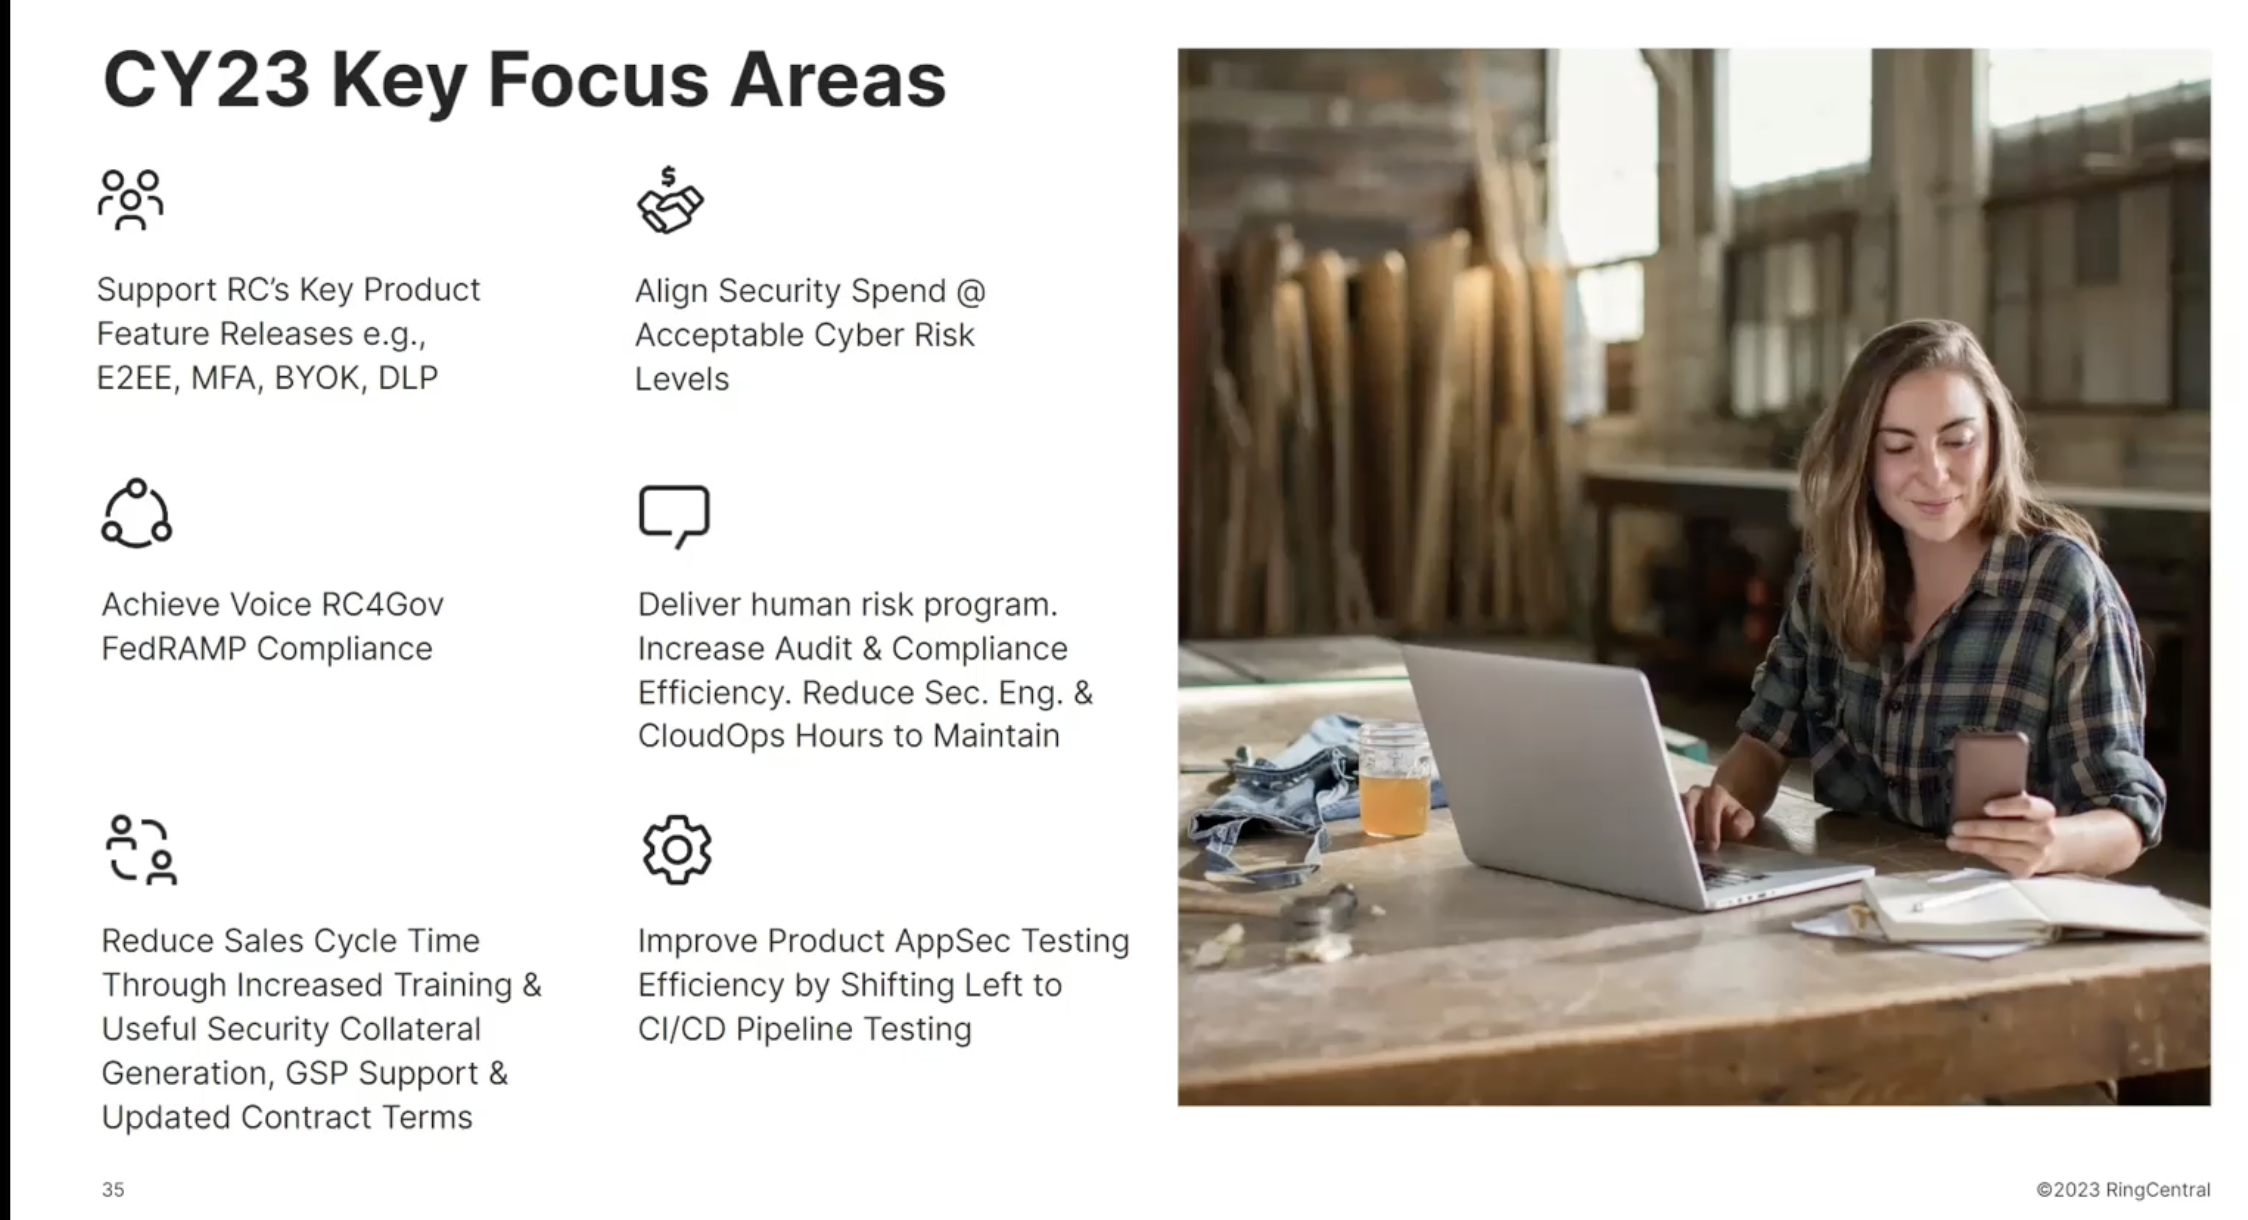 CY23 Key Focus Areas
$
Support RC’s Key Product
Feature Releases e.g.,
E2EE, MFA, BYOK, DLP
Align Security Spend @
Acceptable Cyber Risk
Levels
Achieve Voice RC4Gov
FedRAMP Compliance
Deliver human risk program.
Increase Audit & Compliance
Efficiency. Reduce Sec. Eng. &
CloudOps Hours to Maintain
Reduce Sales Cycle Time
Through Increased Training &
Useful Security Collateral
Generation, GSP Support &
Updated Contract Terms
Improve Product AppSec Testing
Efficiency by Shifting Left to
CI/CD Pipeline Testing
35
©2023 RingCentral